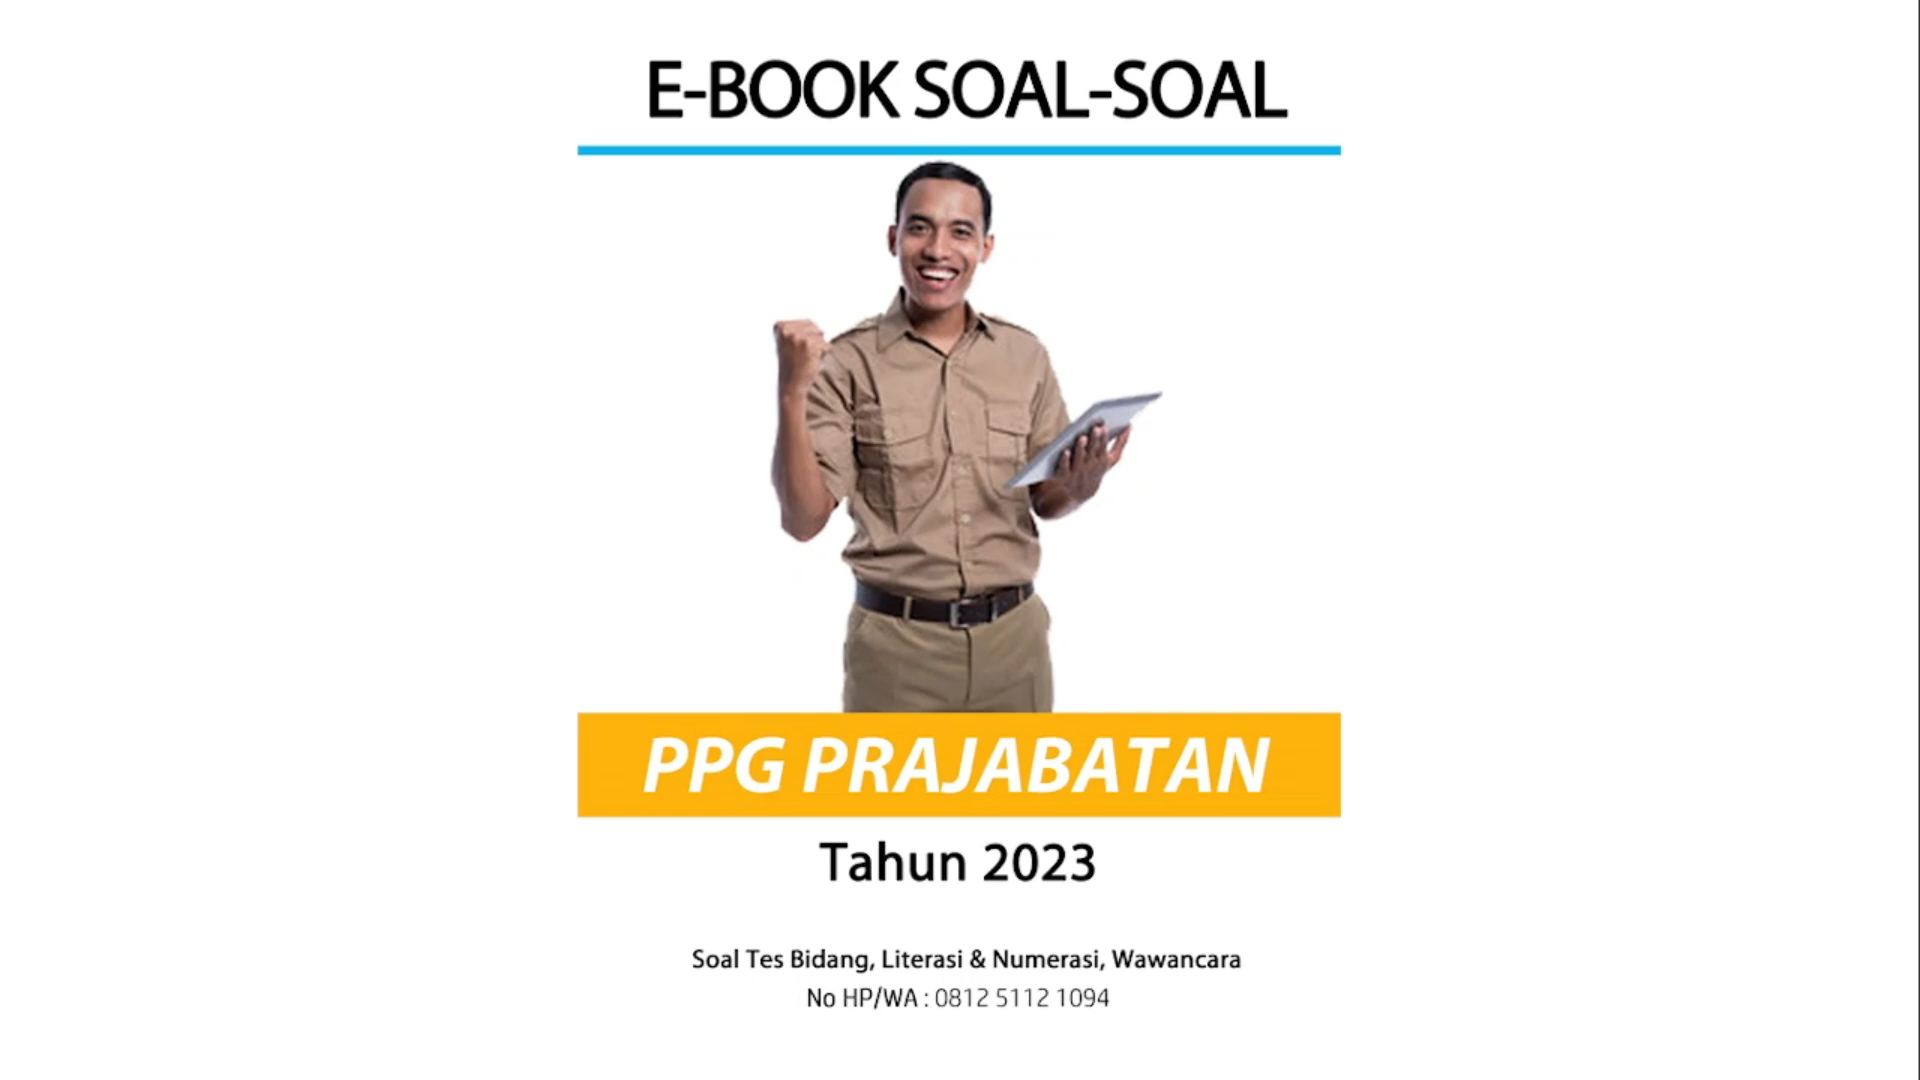 E-BOOK SOAL-SOAL
PPG PRAJABATAN
Tahun 2023
Soal Tes Bidang, Literasi & Numerasi, Wawancara
No HP/WA : 0812 5112 1094